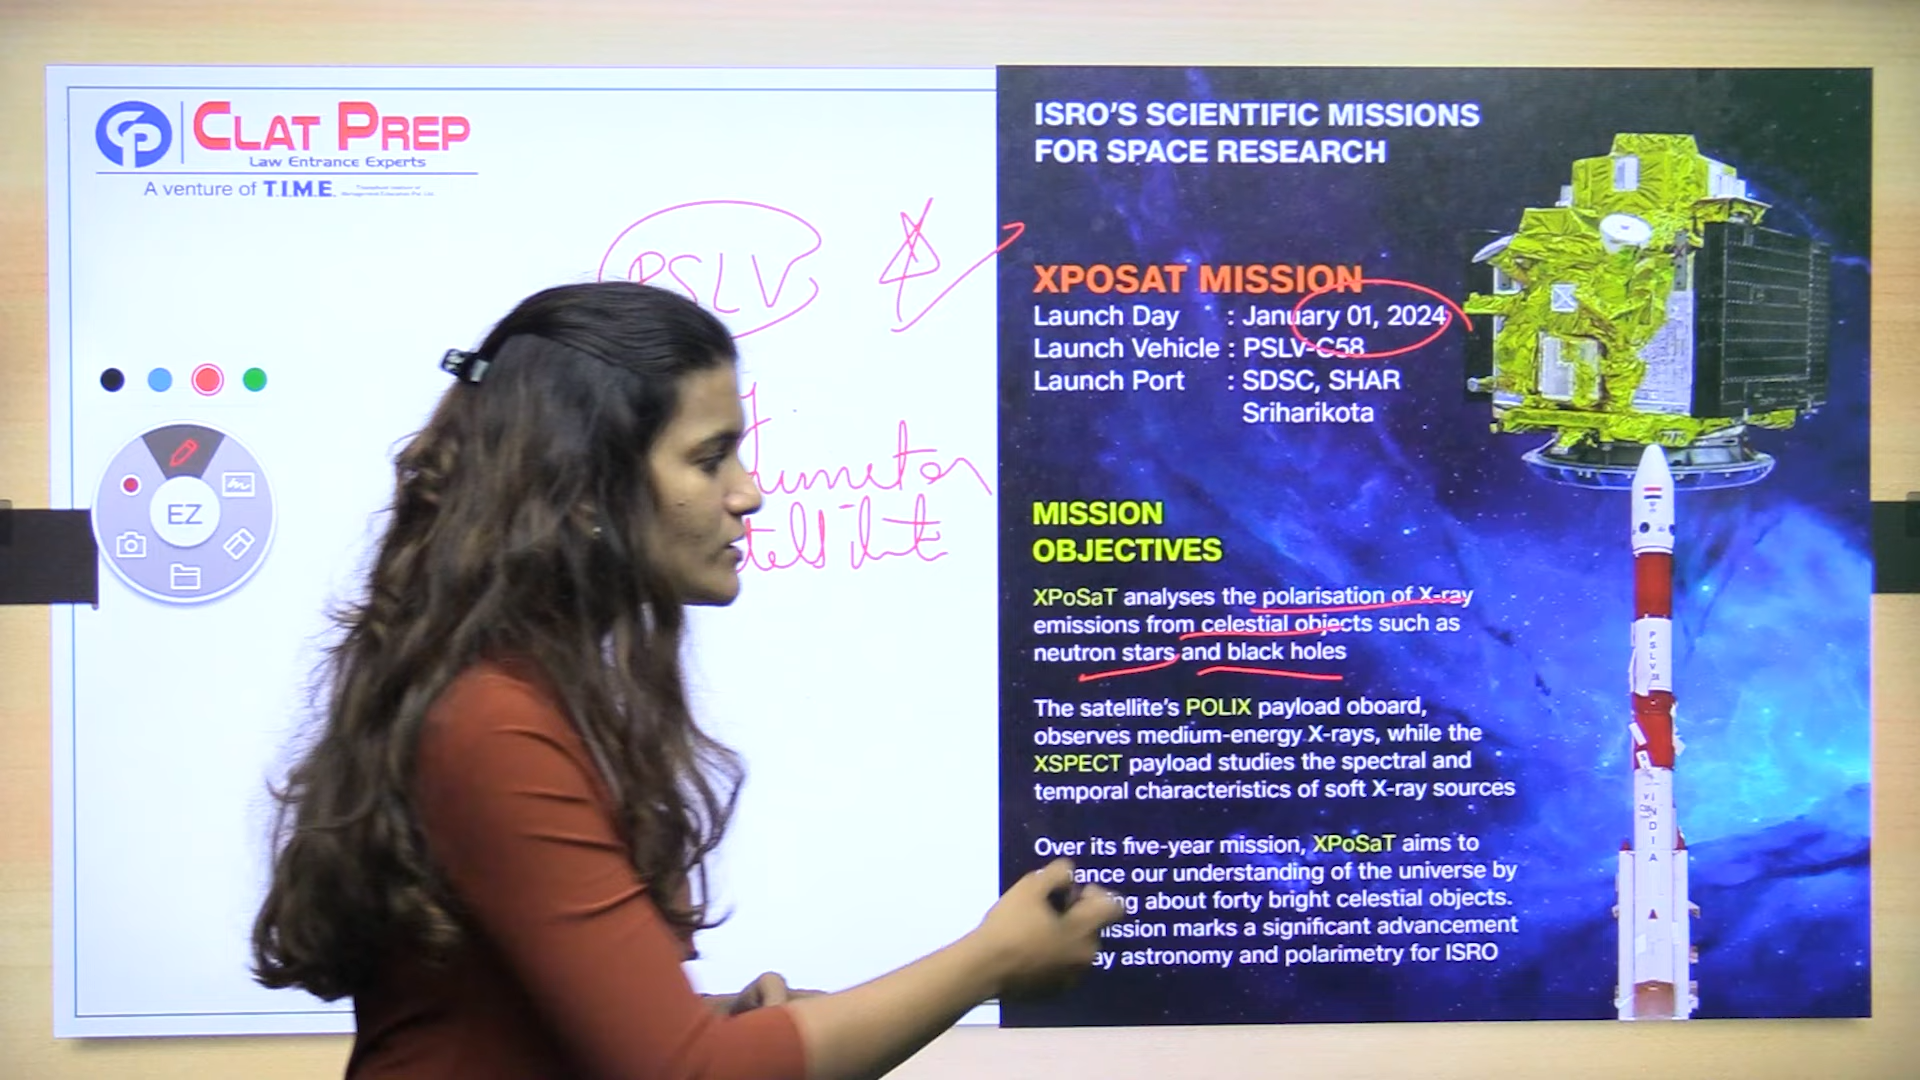 CLAT PREP
Law Entrance Experts
A venture of T.I.M.E.
PSLV
EZ
ISRO'S SCIENTIFIC MISSIONS
FOR SPACE RESEARCH
XPOSAT MISSION
Launch Day : January 01, 2024
Launch Vehicle : PSLV-C58
Launch Port : SDSC, SHAR
Sriharikota
MISSION
OBJECTIVES
XPoSaT analyses the polarisation of X-ray
emissions from celestial objects such as
neutron stars and black holes
The satellite's POLIX payload oboard,
observes medium-energy X-rays, while the
XSPECT payload studies the spectral and
temporal characteristics of soft X-ray sources
Over its five-year mission, XPoSaT aims to
our understanding of the universe by
about forty bright celestial objects.
marks a significant advancement
astronomy and polarimetry for ISRO
PSLV
INDIA